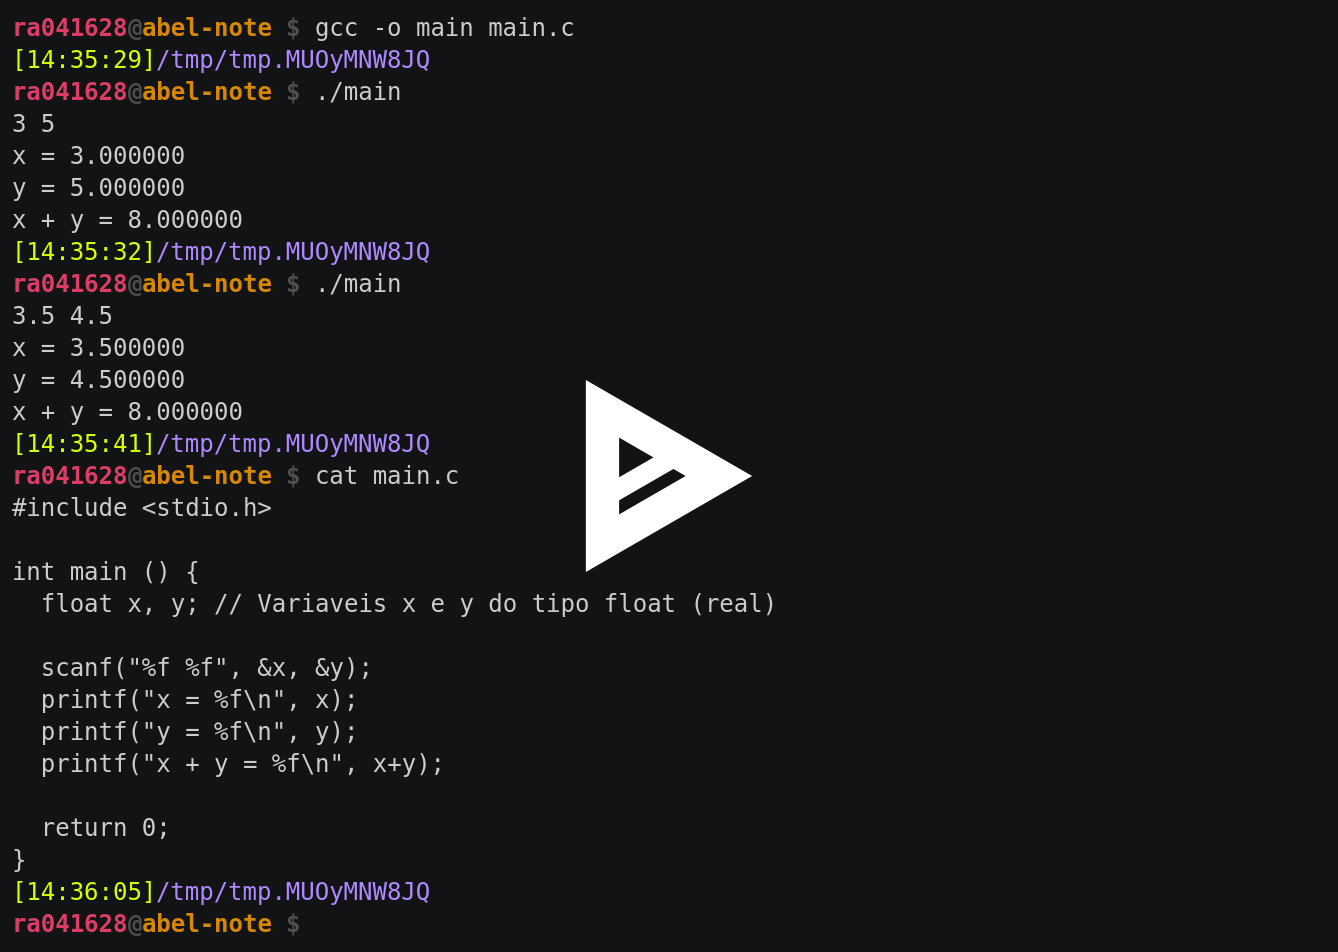 ra041628@abel-note $ gcc -o main main.c
[14:35:29]/tmp/tmp.MUOyMNW8JQ
ra041628@abel-note $ ./main
3 5
x = 3.000000
y = 5.000000
x + y = 8.000000
[14:35:32]/tmp/tmp.MUOyMNW8JQ
ra041628@abel-note $ ./main
3.5 4.5
x = 3.500000
y = 4.500000
x + y = 8.000000
[14:35:41]/tmp/tmp.MUOyMNW8JQ
ra041628@abel-note $ cat main.c
#include <stdio.h>

int main () {
  float x, y; // Variaveis x e y do tipo float (real)

  scanf("%f %f", &x, &y);
  printf("x = %f\n", x);
  printf("y = %f\n", y);
  printf("x + y = %f\n", x+y);

  return 0;
}
[14:36:05]/tmp/tmp.MUOyMNW8JQ
ra041628@abel-note $